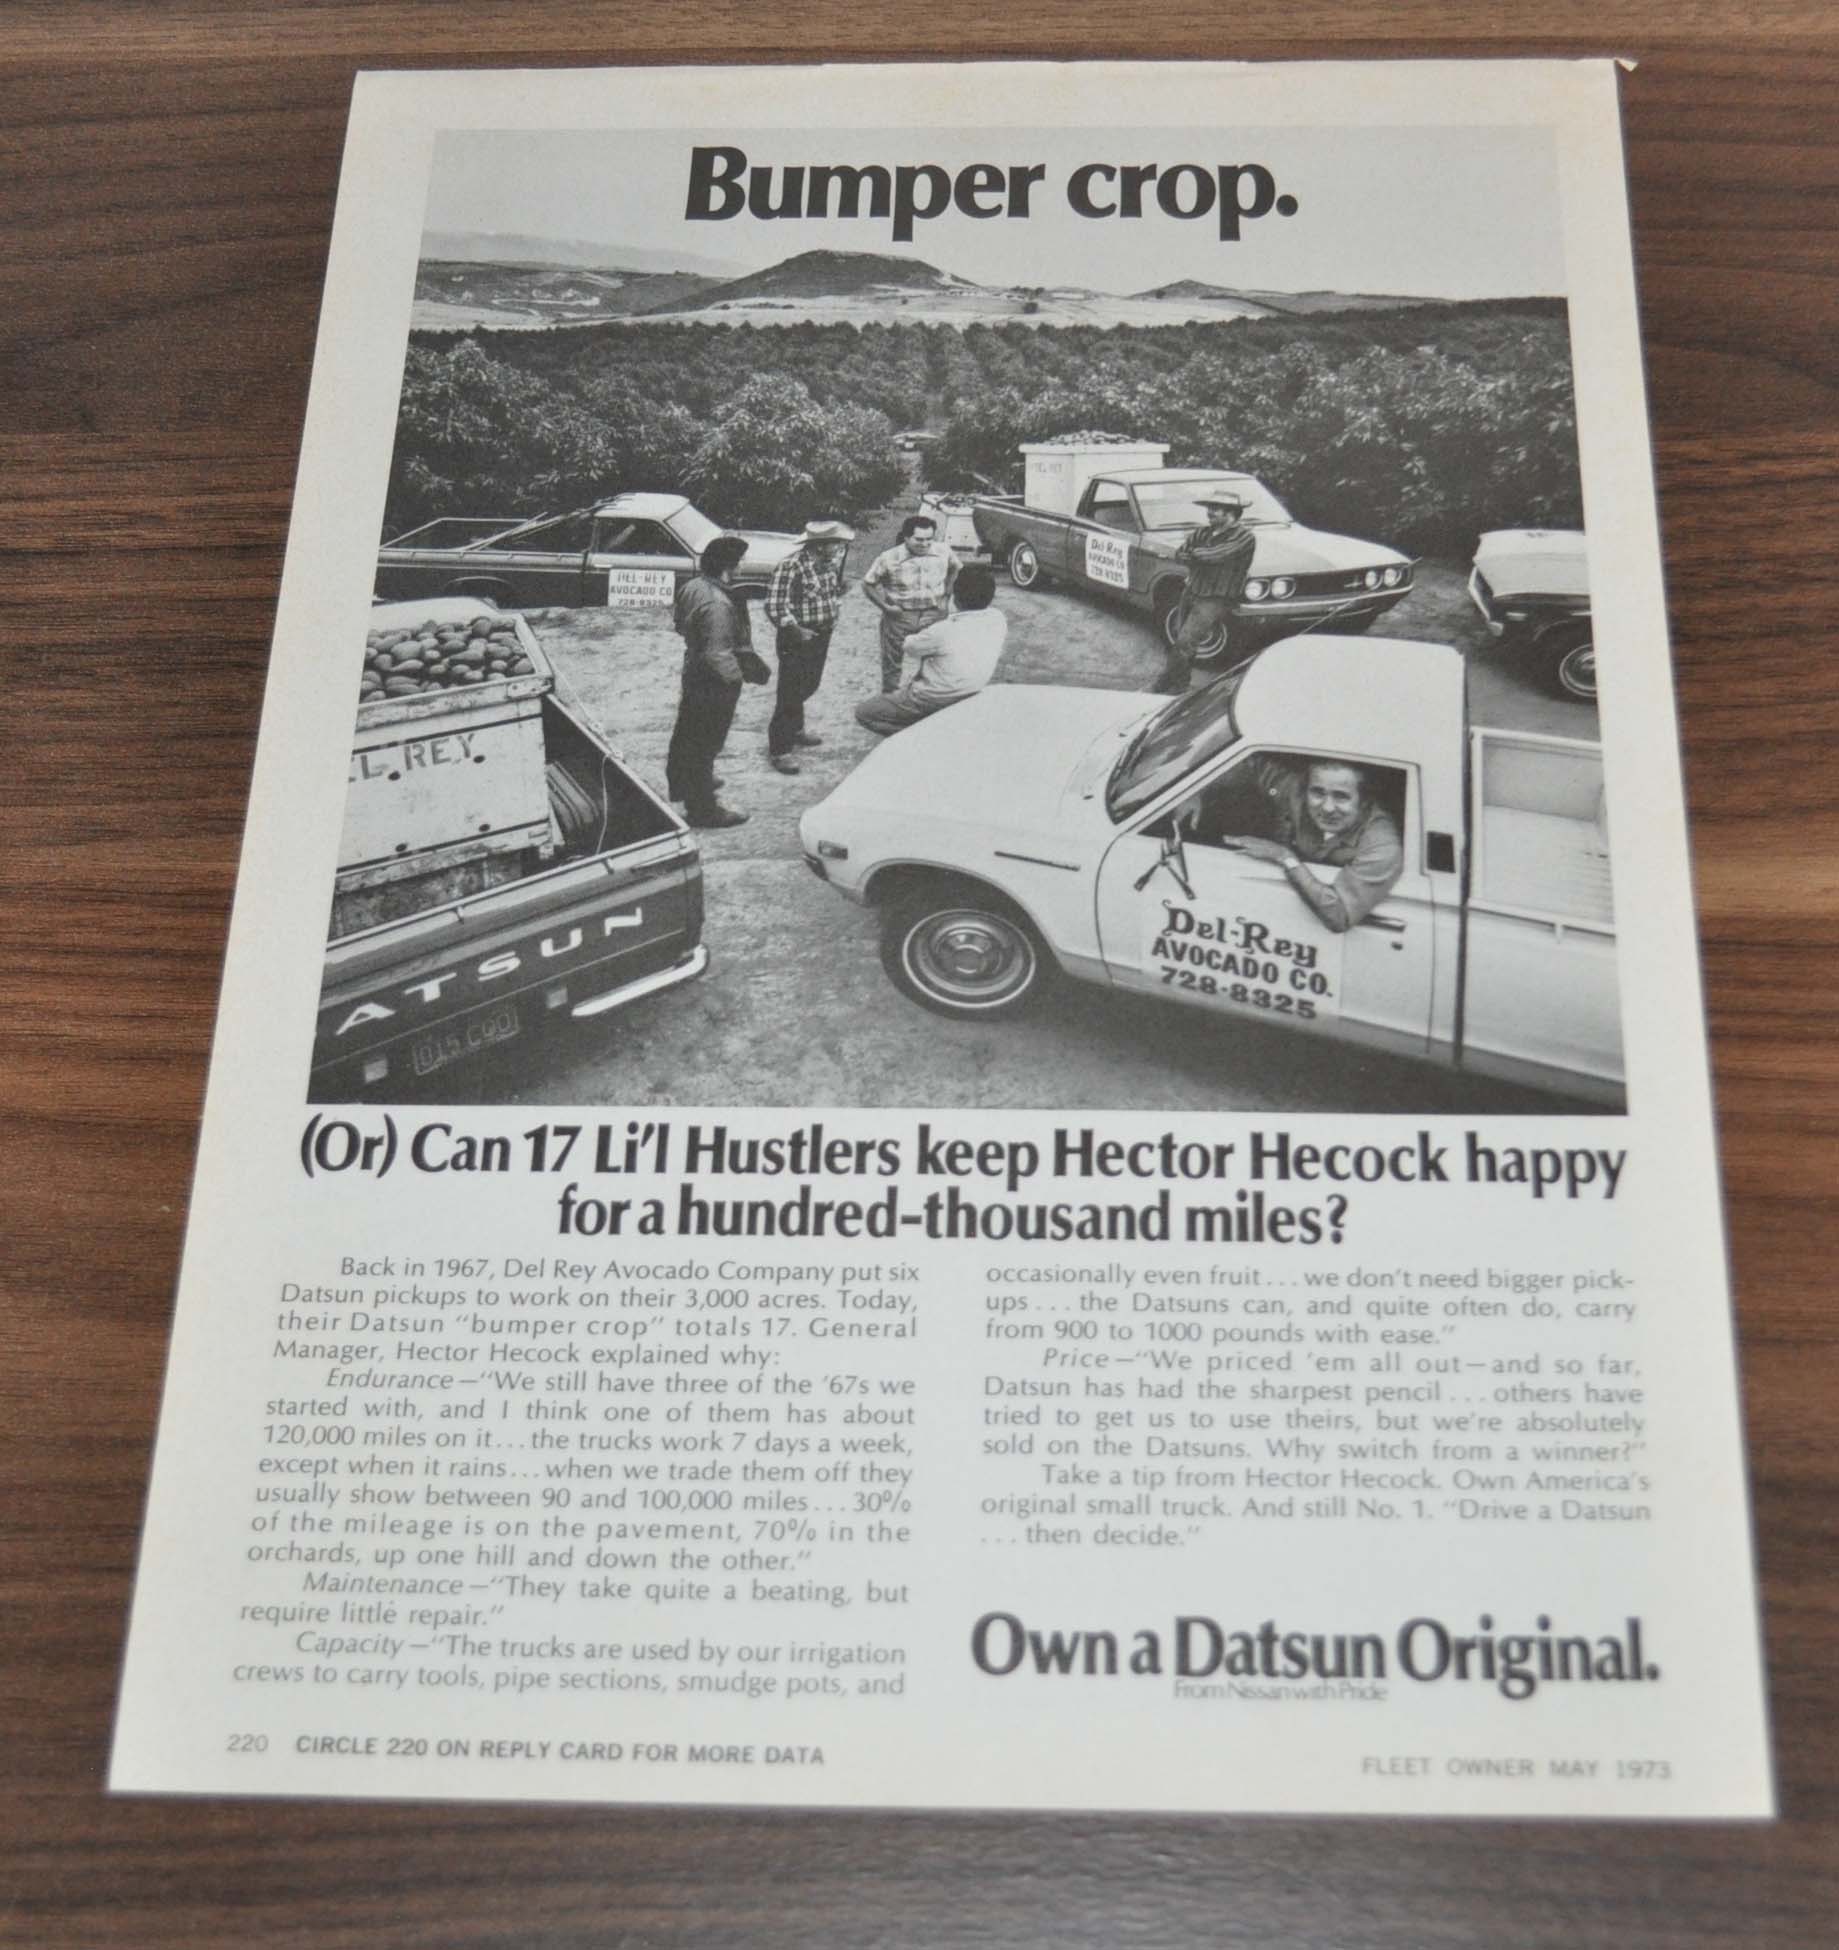 Bumper crop.
DEL REY
DEL-REY
AVOCADO CO
728-8325
Del Rey
AVOCADO CO
728 8325
L REY
DATSUN
015 CQO
Del-Rey
AVOCADO CO.
728-8325
(Or) Can 17 Li'l Hustlers keep Hector Hecock happy
for a hundred-thousand miles?
Back in 1967, Del Rey Avocado Company put six
Datsun pickups to work on their 3,000 acres. Today,
their Datsun "bumper crop" totals 17. General
Manager, Hector Hecock explained why:
Endurance—"We still have three of the '67s we
started with, and I think one of them has about
120,000 miles on it...the trucks work 7 days a week,
except when it rains...when we trade them off they
usually show between 90 and 100,000 miles...30%
of the mileage is on the pavement, 70% in the
orchards, up one hill and down the other."
Maintenance—"They take quite a beating, but
require little repair."
Capacity—"The trucks are used by our irrigation
crews to carry tools, pipe sections, smudge pots, and
occasionally even fruit...we don't need bigger pick-
ups...the Datsuns can, and quite often do, carry
from 900 to 1000 pounds with ease."
Price—"We priced 'em all out—and so far,
Datsun has had the sharpest pencil...others have
tried to get us to use theirs, but we're absolutely
sold on the Datsuns. Why switch from a winner?"
Take a tip from Hector Hecock. Own America's
original small truck. And still No. 1. "Drive a Datsun
...then decide."
Own a Datsun Original.
From Nissan with Pride
220 CIRCLE 220 ON REPLY CARD FOR MORE DATA
FLEET OWNER MAY 1973